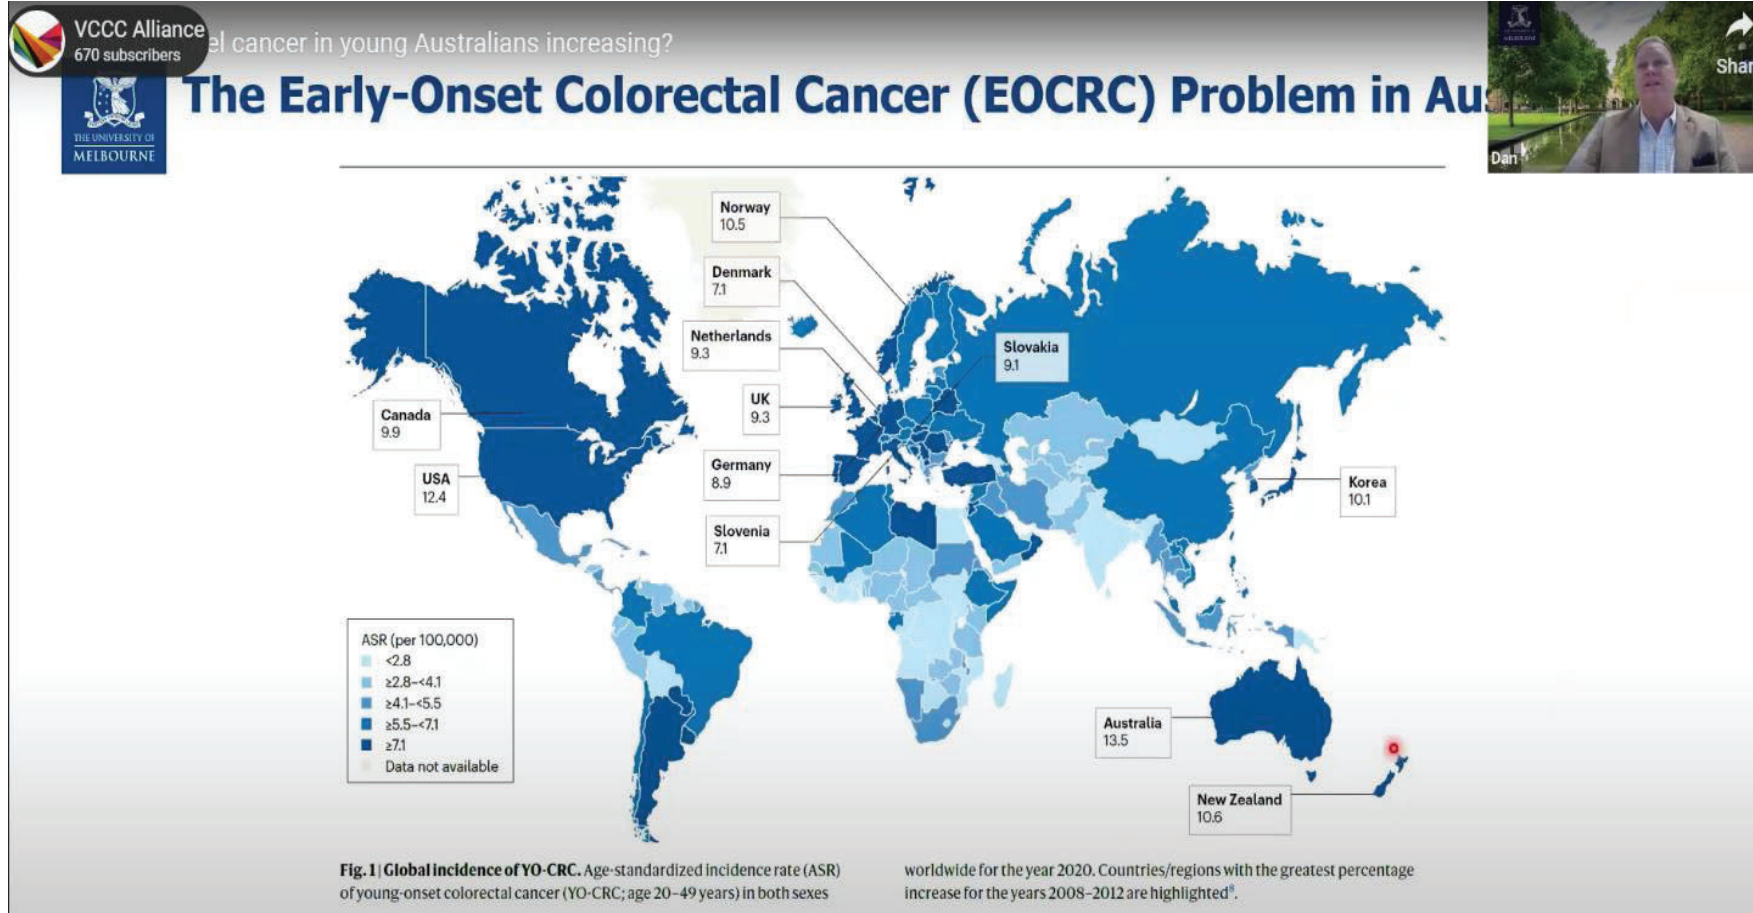 VCCC Alliance
670 subscribers
el cancer in young Australians increasing?
Shar
THE UNIVERSITY OF
MELBOURNE
The Early-Onset Colorectal Cancer (EOCRC) Problem in Au
Dan
Norway
10.5
Denmark
7.1
Netherlands
9.3
Slovakia
9.1
UK
9.3
Canada
9.9
Germany
8.9
USA
12.4
Korea
10.1
Slovenia
7.1
ASR (per 100,000)
<2.8
≥2.8–<4.1
≥4.1–<5.5
≥5.5–<7.1
≥7.1
Data not available
Australia
13.5
New Zealand
10.6
Fig. 1 | Global incidence of YO-CRC. Age-standardized incidence rate (ASR)
of young-onset colorectal cancer (YO-CRC; age 20–49 years) in both sexes
worldwide for the year 2020. Countries/regions with the greatest percentage
increase for the years 2008–2012 are highlighted⁸.